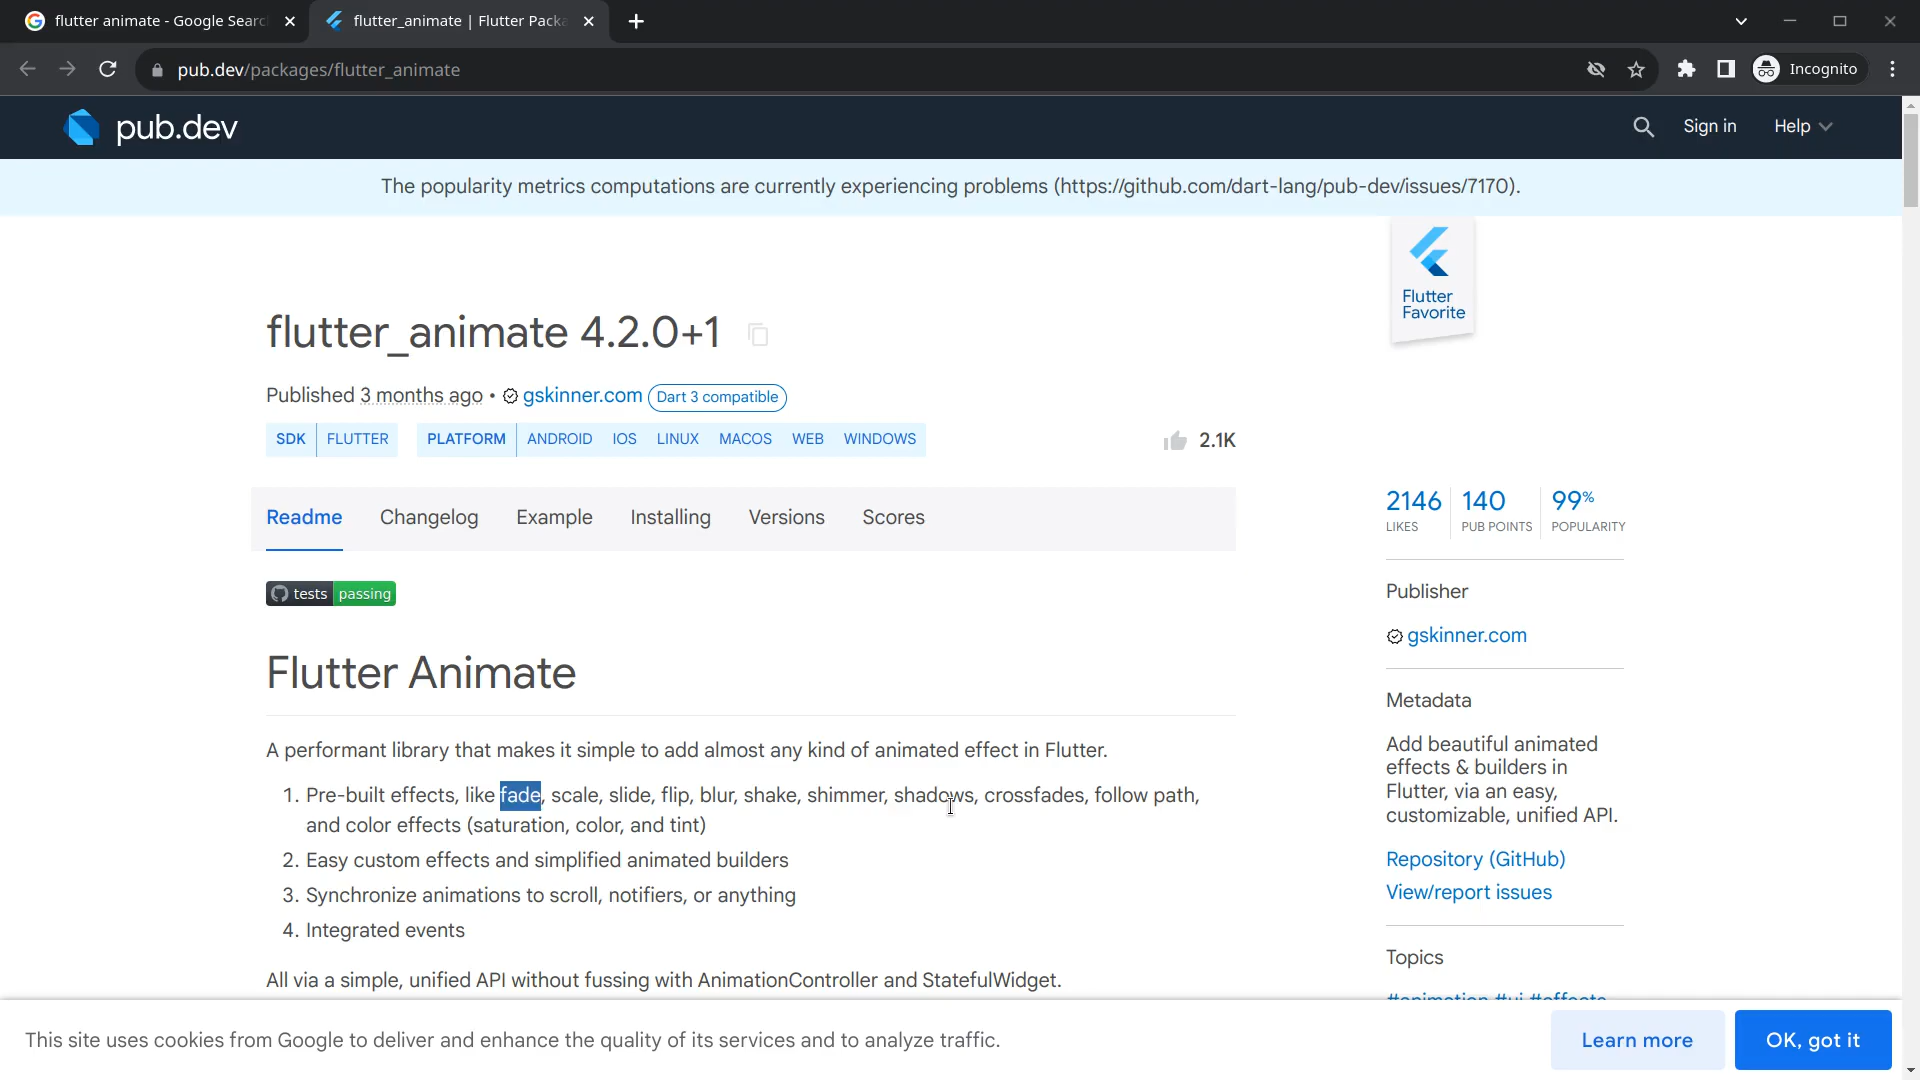 flutter animate - Google Searc
flutter_animate | Flutter Packa
pub.dev/packages/flutter_animate
Incognito
pub.dev
Sign in
Help
The popularity metrics computations are currently experiencing problems (https://github.com/dart-lang/pub-dev/issues/7170).
Flutter
Favorite
flutter_animate 4.2.0+1
Published 3 months ago • gskinner.com Dart 3 compatible
SDK FLUTTER PLATFORM ANDROID IOS LINUX MACOS WEB WINDOWS
2.1K
Readme Changelog Example Installing Versions Scores
2146 140 99%
LIKES PUB POINTS POPULARITY
tests passing
Flutter Animate
A performant library that makes it simple to add almost any kind of animated effect in Flutter.
1. Pre-built effects, like fade, scale, slide, flip, blur, shake, shimmer, shadows, crossfades, follow path,
and color effects (saturation, color, and tint)
2. Easy custom effects and simplified animated builders
3. Synchronize animations to scroll, notifiers, or anything
4. Integrated events
All via a simple, unified API without fussing with AnimationController and StatefulWidget.
Publisher
gskinner.com
Metadata
Add beautiful animated
effects & builders in
Flutter, via an easy,
customizable, unified API.
Repository (GitHub)
View/report issues
Topics
#animation #ui #effects
This site uses cookies from Google to deliver and enhance the quality of its services and to analyze traffic.
Learn more
OK, got it